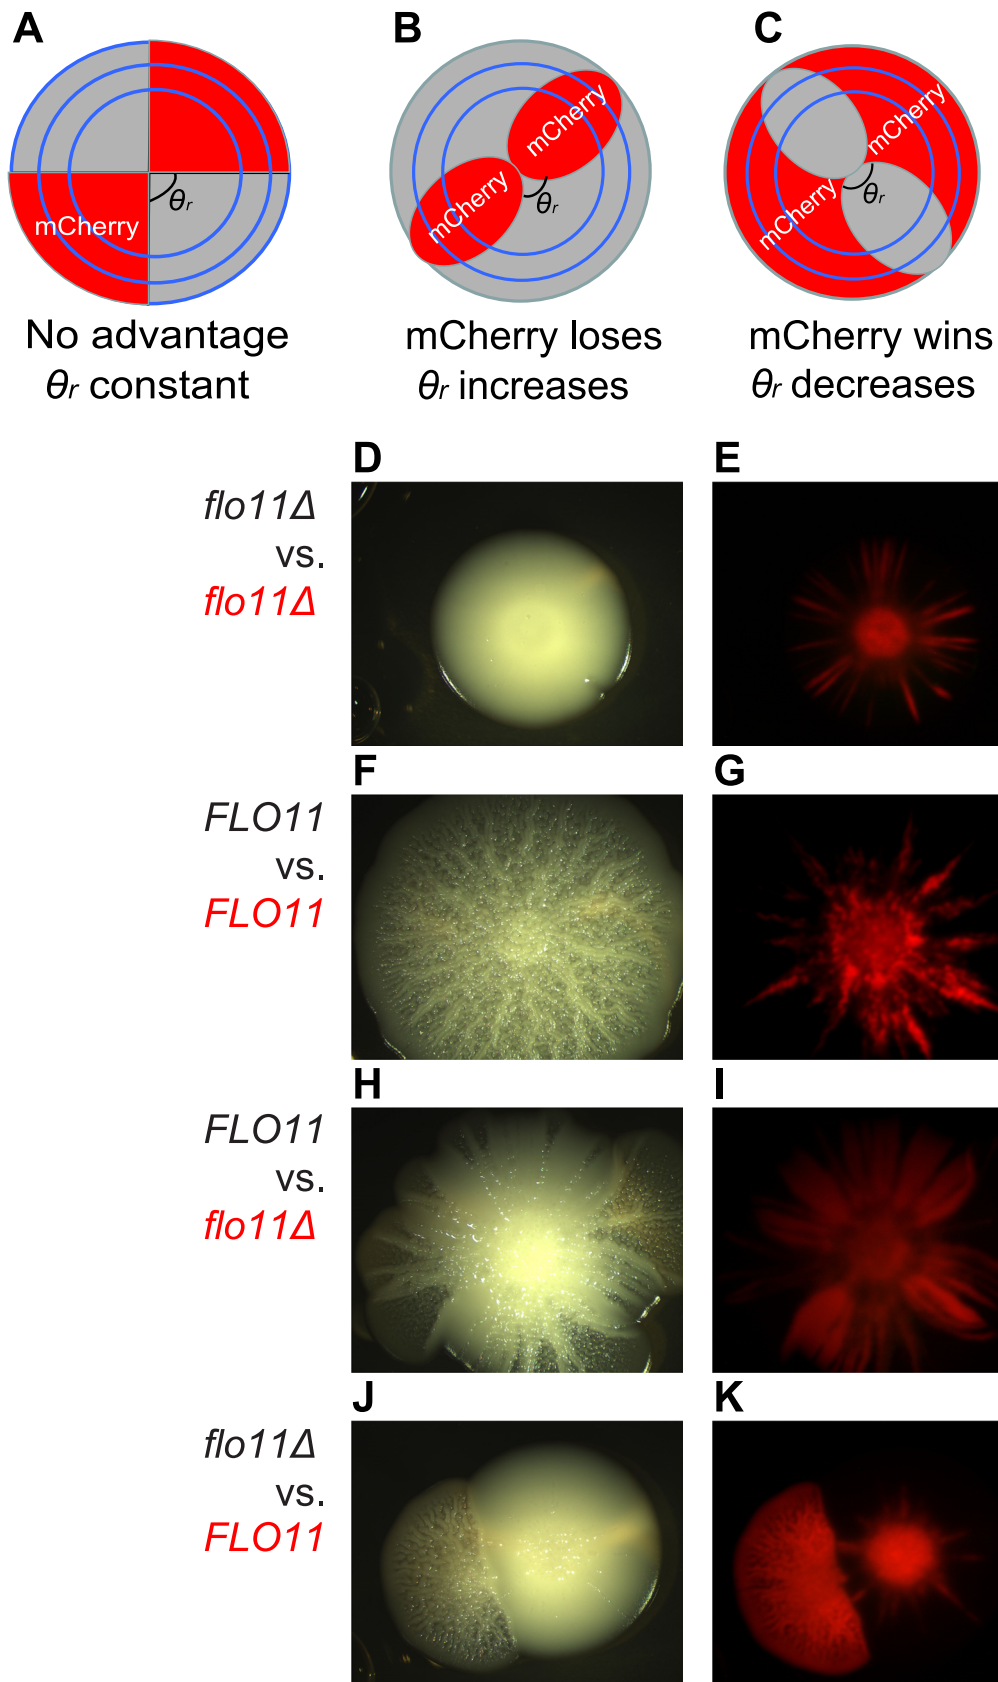 A
B
C
mCherry
θr
mCherry
mCherry
θr
mCherry
mCherry
θr
No advantage
θr constant
mCherry loses
θr increases
mCherry wins
θr decreases
D
E
flo11Δ
vs.
flo11Δ
F
G
FLO11
vs.
FLO11
H
I
FLO11
vs.
flo11Δ
J
K
flo11Δ
vs.
FLO11